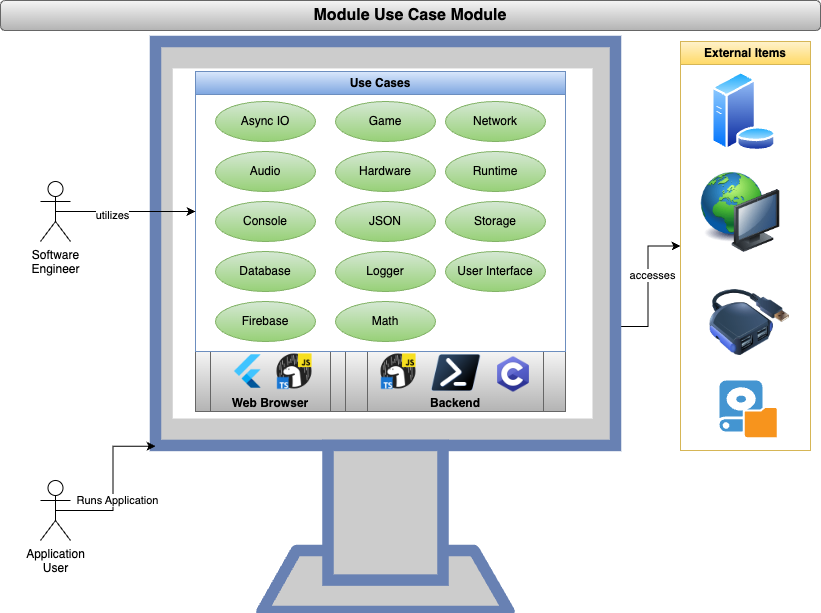 Module Use Case Module
External Items
Use Cases
Async IO
Game
Network
Audio
Hardware
Runtime
Console
JSON
Storage
Database
Logger
User Interface
Firebase
Math
utilizes
Software
Engineer
accesses
JS
TS
JS
TS
C
Web Browser
Backend
Runs Application
Application
User